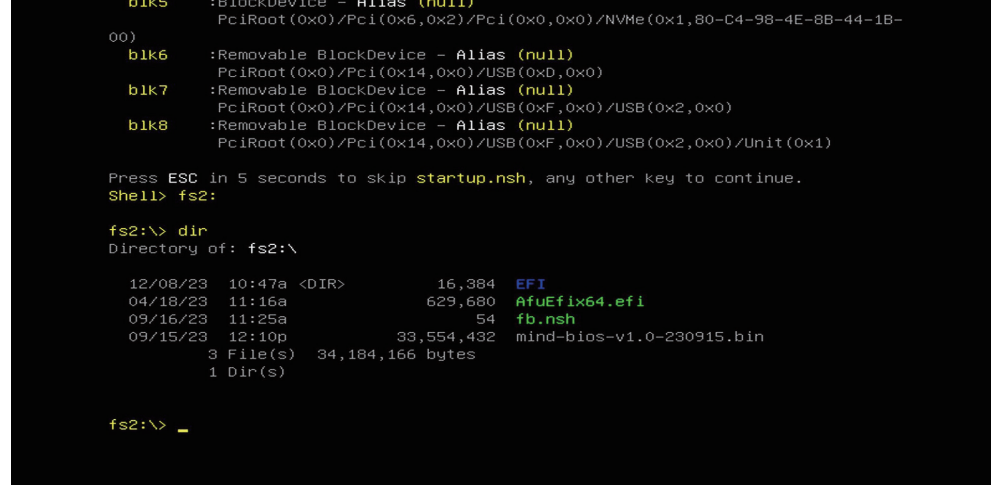 blk5 :BlockDevice - Alias (null)
PciRoot(0x0)/Pci(0x6,0x2)/Pci(0x0,0x0)/NVMe(0x1,80-C4-98-4E-8B-44-1B-
00)
blk6 :Removable BlockDevice - Alias (null)
PciRoot(0x0)/Pci(0x14,0x0)/USB(0xD,0x0)
blk7 :Removable BlockDevice - Alias (null)
PciRoot(0x0)/Pci(0x14,0x0)/USB(0xF,0x0)/USB(0x2,0x0)
blk8 :Removable BlockDevice - Alias (null)
PciRoot(0x0)/Pci(0x14,0x0)/USB(0xF,0x0)/USB(0x2,0x0)/Unit(0x1)
Press ESC in 5 seconds to skip startup.nsh, any other key to continue.
Shell> fs2:
fs2:\> dir
Directory of: fs2:\
12/08/23 10:47a <DIR> 16,384 EFI
04/18/23 11:16a 629,680 AfuEfix64.efi
09/16/23 11:25a 54 fb.nsh
09/15/23 12:10p 33,554,432 mind-bios-v1.0-230915.bin
3 File(s) 34,184,166 bytes
1 Dir(s)
fs2:\> _